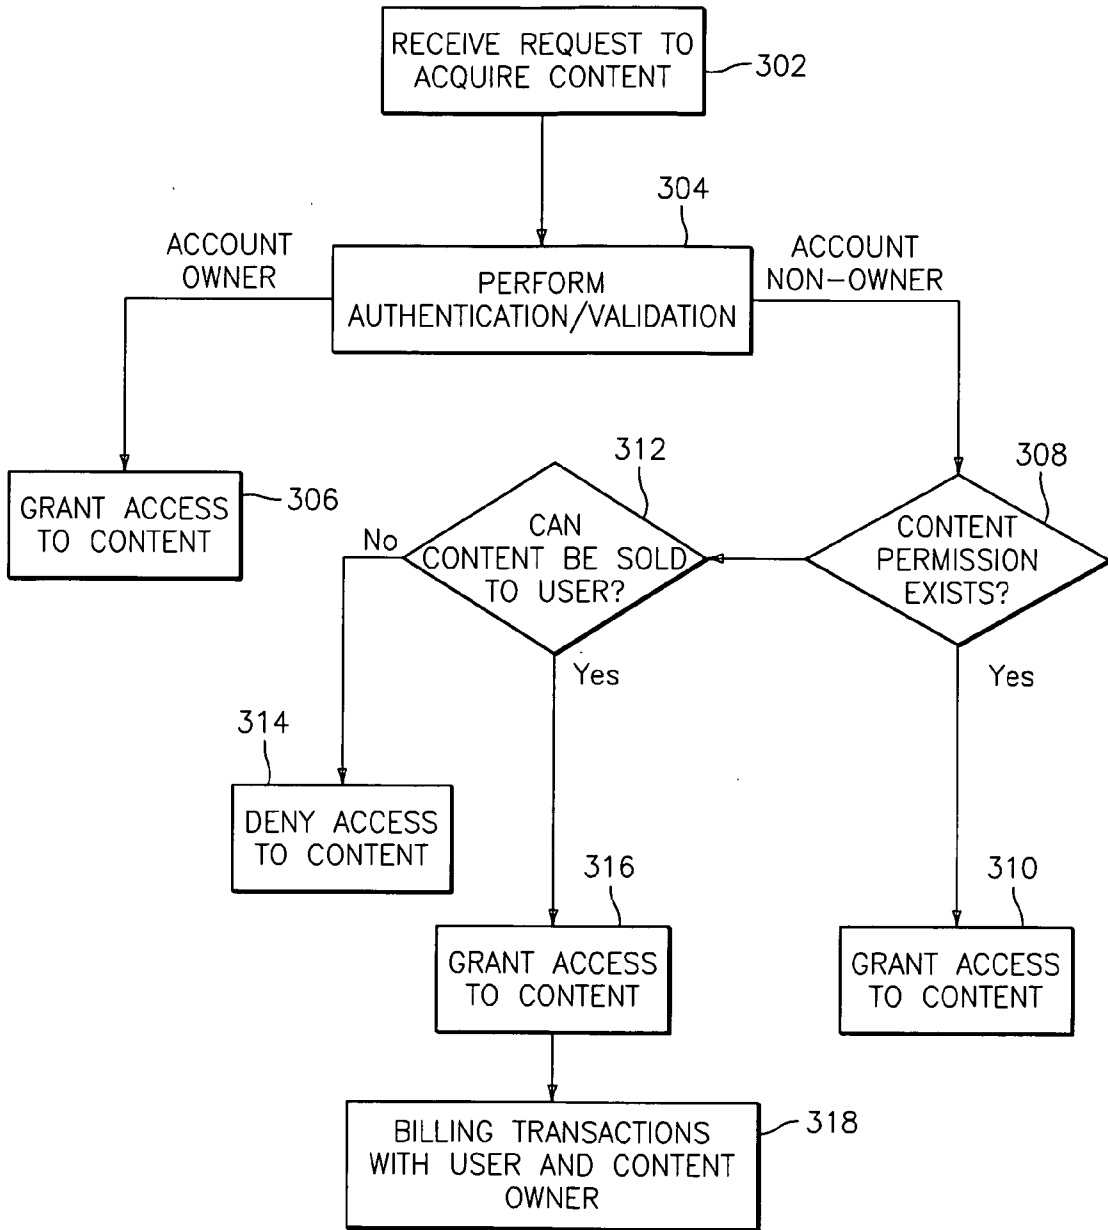 RECEIVE REQUEST TO
ACQUIRE CONTENT
302
304
ACCOUNT
OWNER
PERFORM
AUTHENTICATION/VALIDATION
ACCOUNT
NON-OWNER
GRANT ACCESS
TO CONTENT
306
312
CAN
CONTENT BE SOLD
TO USER?
No
Yes
308
CONTENT
PERMISSION
EXISTS?
Yes
314
DENY ACCESS
TO CONTENT
316
GRANT ACCESS
TO CONTENT
310
GRANT ACCESS
TO CONTENT
BILLING TRANSACTIONS
WITH USER AND CONTENT
OWNER
318